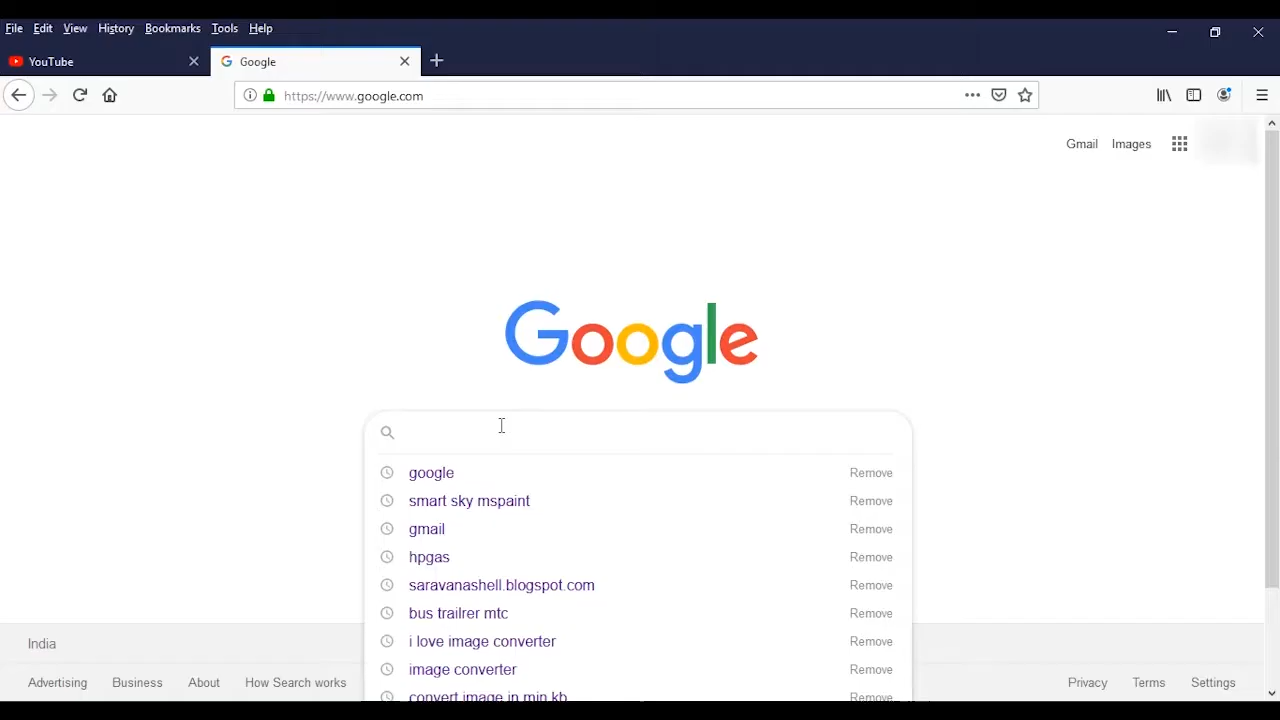 File Edit View History Bookmarks Tools Help
YouTube
Google
https://www.google.com
Gmail Images
Google
google Remove
smart sky mspaint Remove
gmail Remove
hpgas Remove
saravanashell.blogspot.com Remove
bus trailrer mtc Remove
i love image converter Remove
image converter Remove
convert image in min kb Remove
India
Advertising Business About How Search works Privacy Terms Settings